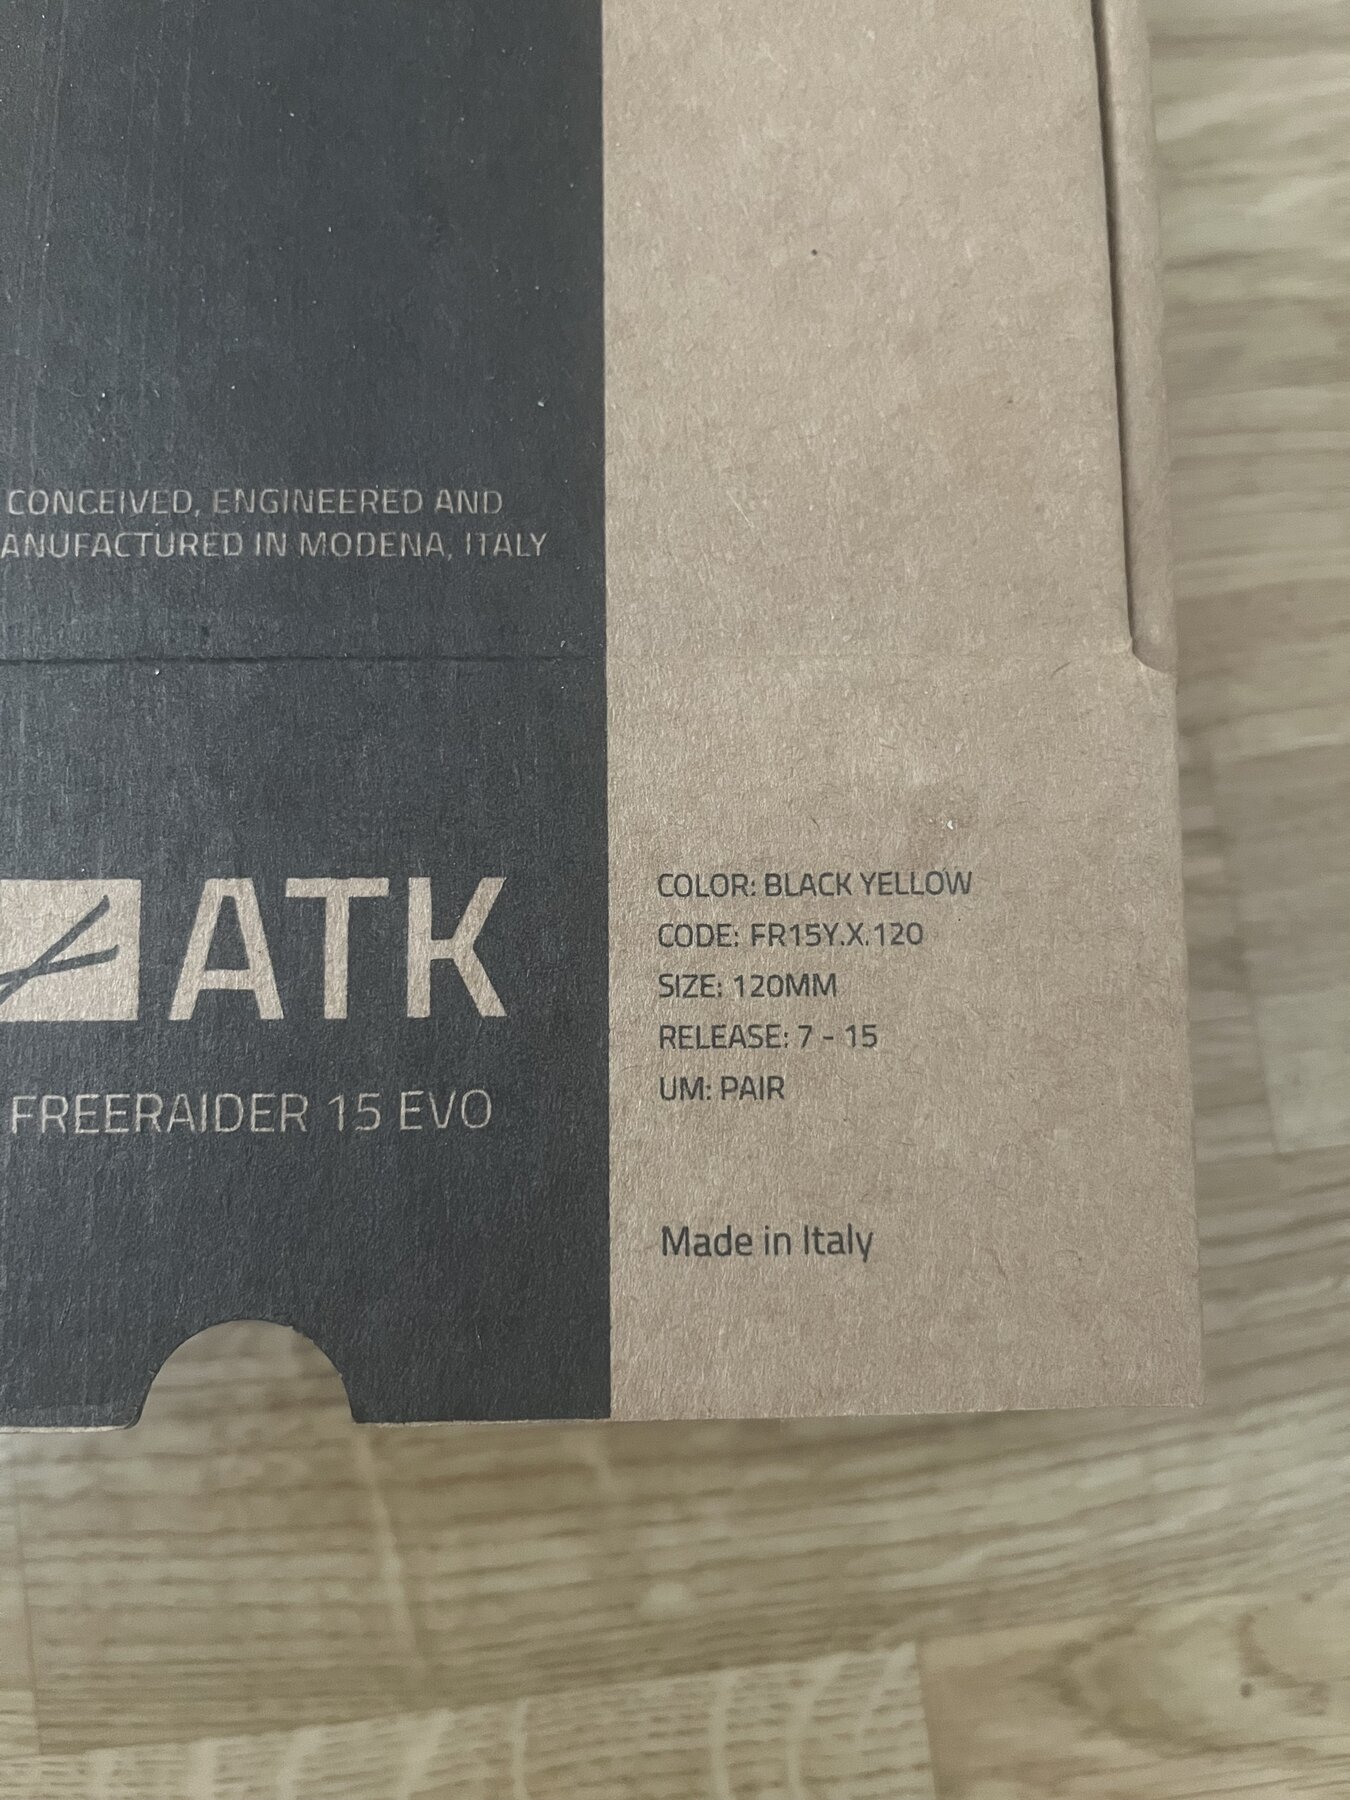 CONCEIVED, ENGINEERED AND
ANUFACTURED IN MODENA, ITALY
ATK
FREERAIDER 15 EVO
COLOR: BLACK YELLOW
CODE: FR15Y.X.120
SIZE: 120MM
RELEASE: 7 - 15
UM: PAIR
Made in Italy